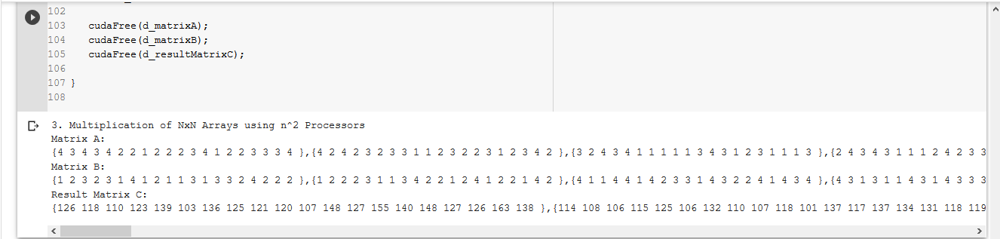 102
103 cudaFree(d_matrixA);
104 cudaFree(d_matrixB);
105 cudaFree(d_resultMatrixC);
106
107 }
108
3. Multiplication of NxN Arrays using n^2 Processors
Matrix A:
{4 3 4 3 4 2 2 1 2 2 2 3 4 1 2 2 3 3 3 4 },{4 2 4 2 3 2 3 3 1 1 2 3 2 2 3 1 2 3 4 2 },{3 2 4 3 4 1 1 1 1 1 3 4 3 1 2 3 1 1 1 3 },{2 4 3 4 3 1 1 1 2 4 2 3 3
Matrix B:
{1 2 3 2 3 1 4 1 2 1 1 3 1 3 3 2 4 2 2 2 },{1 2 2 2 3 1 1 3 4 2 2 1 2 4 1 2 2 1 4 2 },{4 1 1 4 4 1 4 2 3 3 1 4 3 2 2 4 1 4 3 4 },{4 3 1 3 1 1 4 3 1 4 3 3 3
Result Matrix C:
{126 118 110 123 139 103 136 125 121 120 107 148 127 155 140 148 127 126 163 138 },{114 108 106 115 125 106 132 110 107 118 101 137 117 137 134 131 118 119